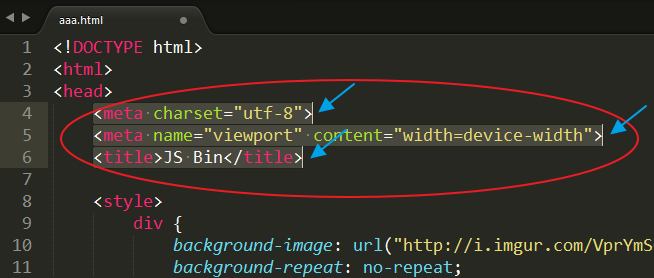 aaa.html
1 <!DOCTYPE html>
2 <html>
3 <head>
4 <meta charset="utf-8">
5 <meta name="viewport" content="width=device-width">
6 <title>JS Bin</title>
7
8 <style>
9 div {
10 background-image: url("http://i.imgur.com/VprYmS
11 background-repeat: no-repeat;